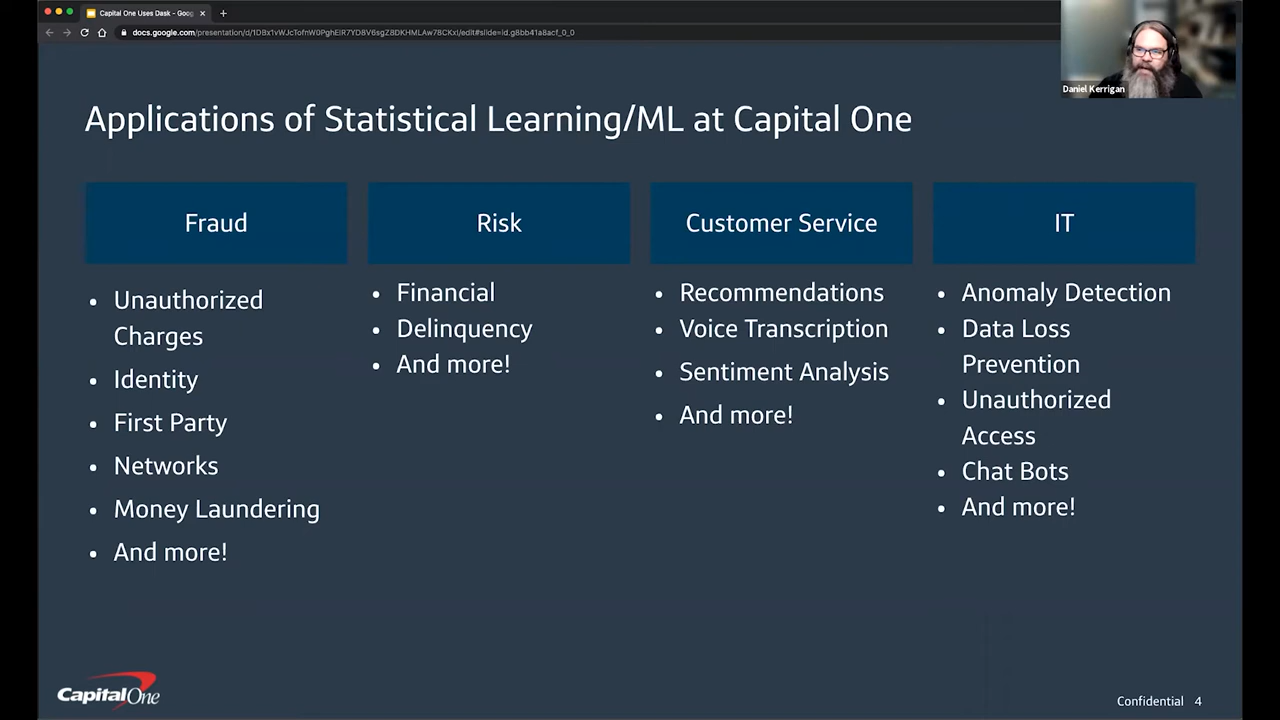 Capital One Uses Dask - Goog
docs.google.com/presentation/d/1DBx1vWJcTofnW0PghEiR7YD8V6sgZ8DKHMLAw78CKxI/edit#slide=id.g8bb41a8acf_0_0
Daniel Kerrigan
Applications of Statistical Learning/ML at Capital One
Fraud
Unauthorized
Charges
Identity
First Party
Networks
Money Laundering
And more!
Risk
Financial
Delinquency
And more!
Customer Service
Recommendations
Voice Transcription
Sentiment Analysis
And more!
IT
Anomaly Detection
Data Loss
Prevention
Unauthorized
Access
Chat Bots
And more!
CapitalOne
Confidential 4